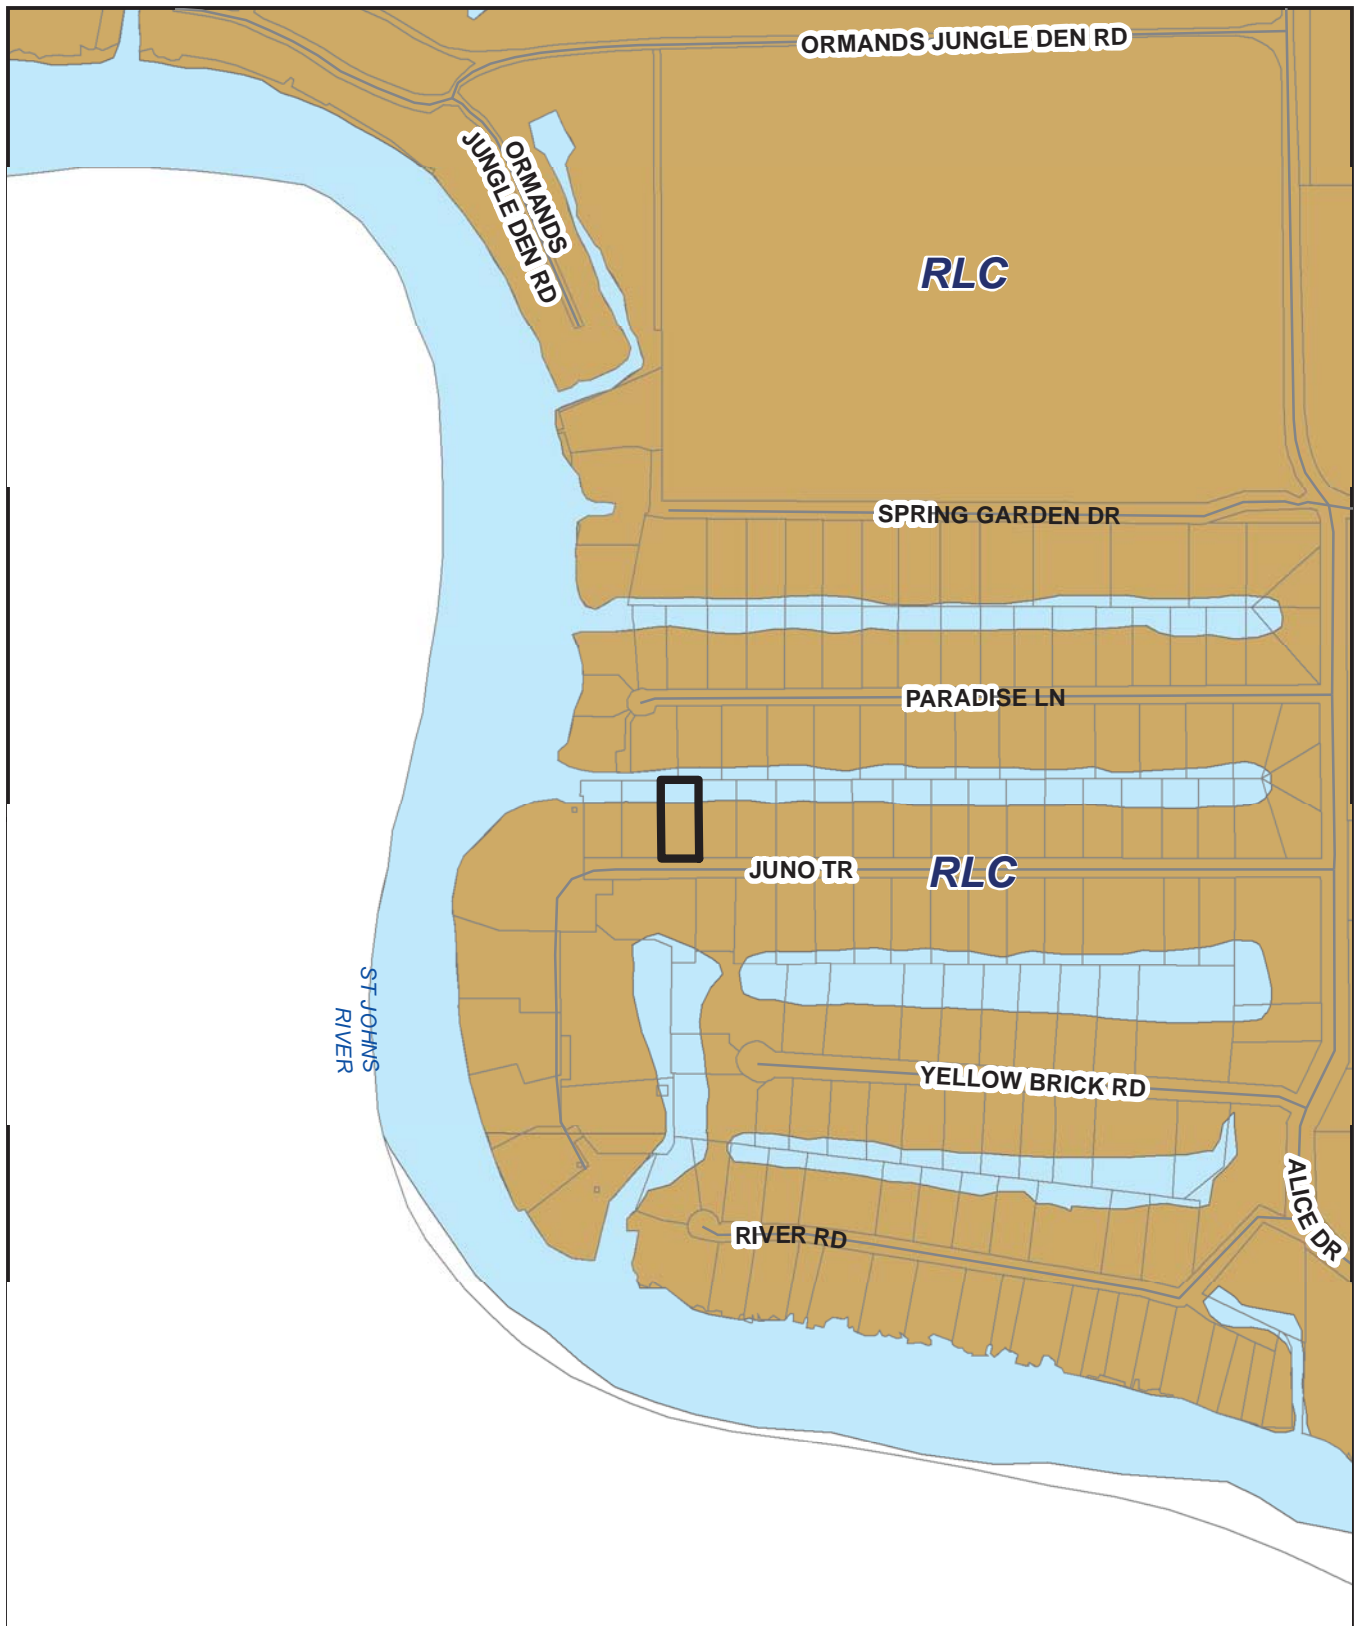 ORMANDS JUNGLE DEN RD
ORMANDS
JUNGLE DEN RD
RLC
SPRING GARDEN DR
PARADISE LN
JUNO TR
RLC
ST JOHNS
RIVER
YELLOW BRICK RD
ALICE DR
RIVER RD